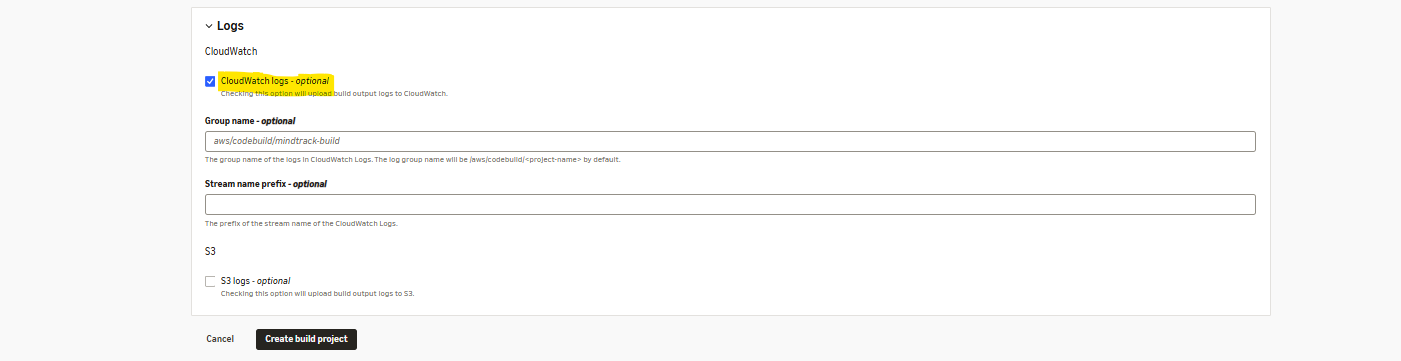 Logs
CloudWatch
CloudWatch logs - optional
Checking this option will upload build output logs to CloudWatch.
Group name - optional
aws/codebuild/mindtrack-build
The group name of the logs in CloudWatch Logs. The log group name will be /aws/codebuild/<project-name> by default.
Stream name prefix - optional
The prefix of the stream name of the CloudWatch Logs.
S3
S3 logs - optional
Checking this option will upload build output logs to S3.
Cancel Create build project